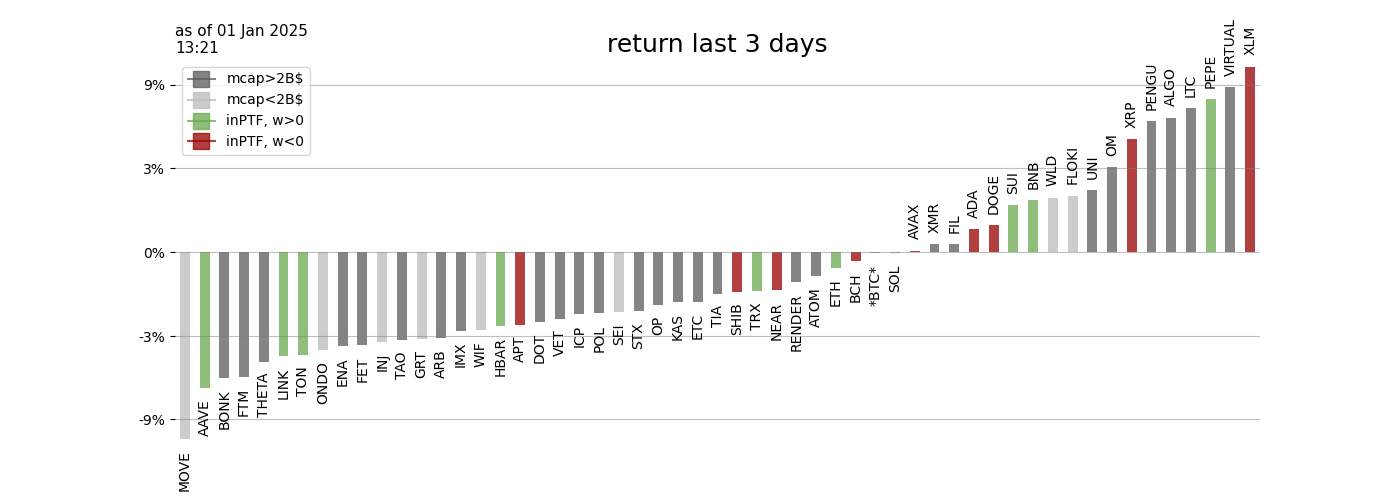 as of 01 Jan 2025
13:21
return last 3 days
mcap>2B$
mcap<2B$
inPTF, w>0
inPTF, w<0
9%
3%
0%
-3%
-9%
MOVE
AAVE
BONK
FTM
THETA
LINK
TON
ONDO
ENA
FET
INJ
TAO
GRT
ARB
IMX
WIF
HBAR
APT
DOT
VET
ICP
POL
SEI
STX
OP
KAS
ETC
TIA
SHIB
TRX
NEAR
RENDER
ATOM
ETH
BCH
*BTC*
SOL
AVAX
XMR
FIL
ADA
DOGE
SUI
BNB
WLD
FLOKI
UNI
OM
XRP
PENGU
ALGO
LTC
PEPE
VIRTUAL
XLM